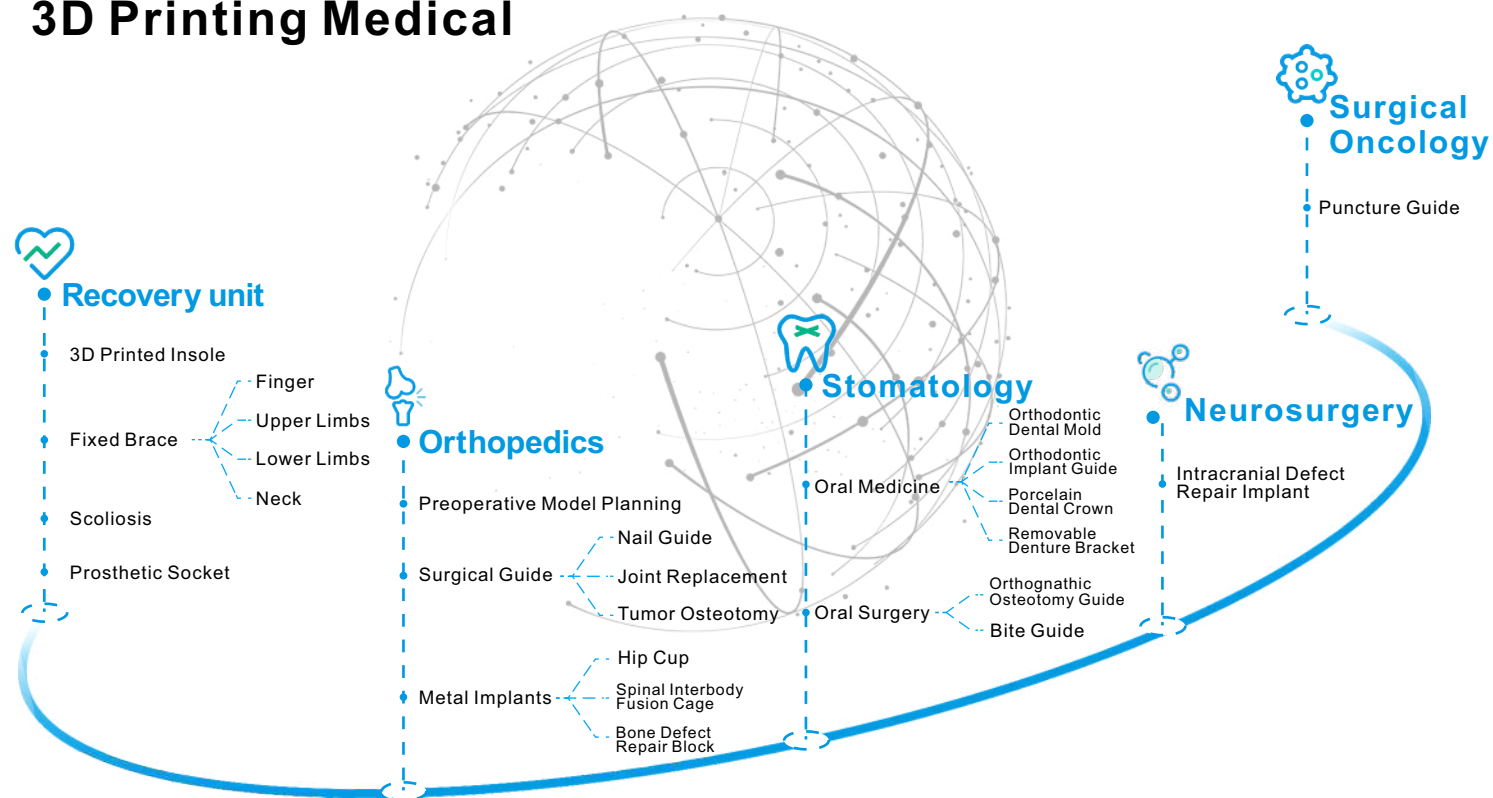 3D Printing Medical
Recovery unit
3D Printed Insole
Fixed Brace
Finger
Upper Limbs
Lower Limbs
Neck
Scoliosis
Prosthetic Socket
Orthopedics
Preoperative Model Planning
Surgical Guide
Nail Guide
Joint Replacement
Tumor Osteotomy
Metal Implants
Hip Cup
Spinal Interbody
Fusion Cage
Bone Defect
Repair Block
Stomatology
Oral Medicine
Orthodontic
Dental Mold
Orthodontic
Implant Guide
Porcelain
Dental Crown
Removable
Denture Bracket
Oral Surgery
Orthognathic
Osteotomy Guide
Bite Guide
Neurosurgery
Intracranial Defect
Repair Implant
Surgical
Oncology
Puncture Guide